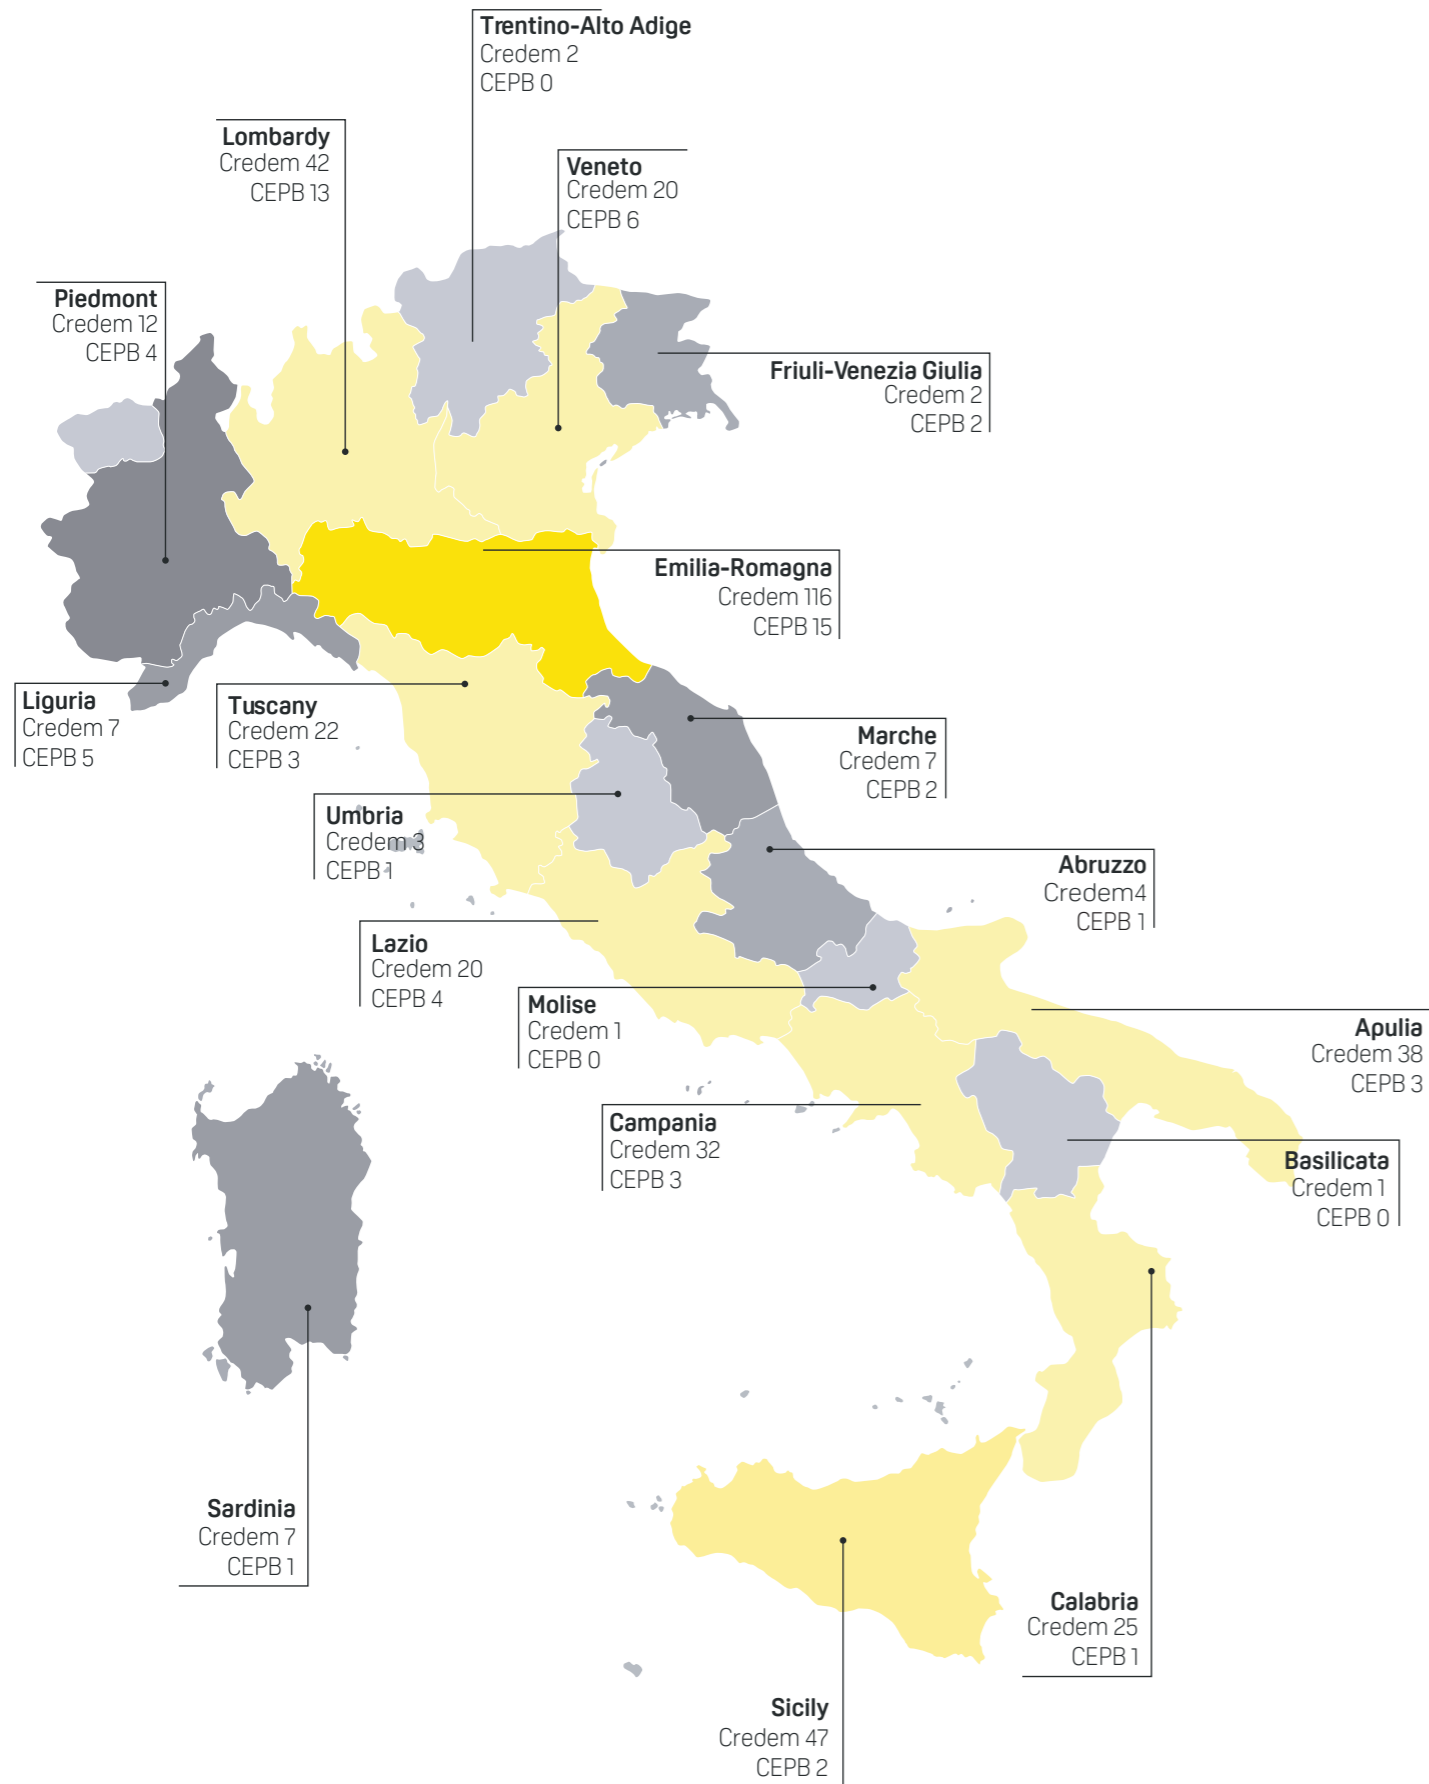 Trentino-Alto Adige
Credem 2
CEPB 0
Lombardy
Credem 42
CEPB 13
Veneto
Credem 20
CEPB 6
Piedmont
Credem 12
CEPB 4
Friuli-Venezia Giulia
Credem 2
CEPB 2
Emilia-Romagna
Credem 116
CEPB 15
Liguria
Credem 7
CEPB 5
Tuscany
Credem 22
CEPB 3
Marche
Credem 7
CEPB 2
Umbria
Credem 3
CEPB 1
Abruzzo
Credem4
CEPB 1
Lazio
Credem 20
CEPB 4
Molise
Credem 1
CEPB 0
Apulia
Credem 38
CEPB 3
Campania
Credem 32
CEPB 3
Basilicata
Credem 1
CEPB 0
Sardinia
Credem 7
CEPB 1
Calabria
Credem 25
CEPB 1
Sicily
Credem 47
CEPB 2